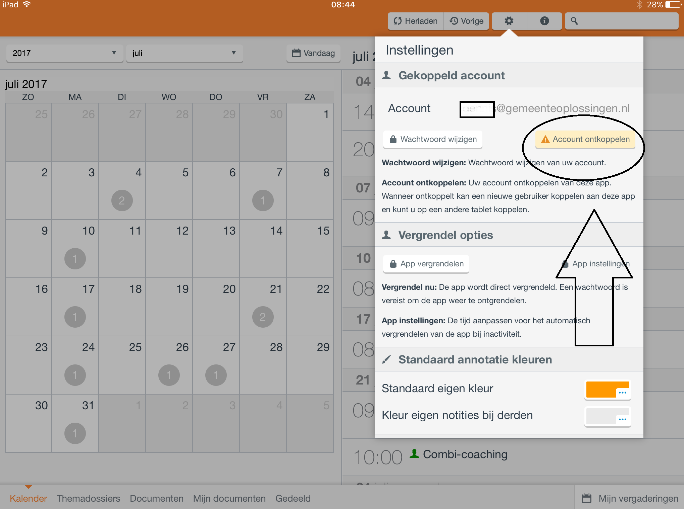 iPad 08:44 28%
Herladen Vorige
2017 juli Vandaag
juli 2017
ZO MA DI WO DO VR ZA
25 26 27 28 29 30 1
2 3 4 5 6 7 8
2 1
9 10 11 12 13 14 15
1
16 17 18 19 20 21 22
1 2
23 24 25 26 27 28 29
1 1 1
30 31 1 2 3 4 5
1
juli 2
04
14
20
07
09
10
08
17
08
21
09
10:00 Combi-coaching
Instellingen
Gekoppeld account
Account s@gemeenteoplossingen.nl
Wachtwoord wijzigen Account ontkoppelen
Wachtwoord wijzigen: Wachtwoord wijzigen van uw account.
Account ontkoppelen: Uw account ontkoppelen van deze app.
Wanneer ontkoppelt kan een nieuwe gebruiker koppelen aan deze app
en kunt u op een andere tablet koppelen.
Vergrendel opties
App vergrendelen App instellingen
Vergrendel nu: De app wordt direct vergrendeld. Een wachtwoord is
vereist om de app weer te ontgrendelen.
App instellingen: De tijd aanpassen voor het automatisch
vergrendelen van de app bij inactiviteit.
Standaard annotatie kleuren
Standaard eigen kleur ...
Kleur eigen notities bij derden ...
Kalender Themadossiers Documenten Mijn documenten Gedeeld Mijn vergaderingen